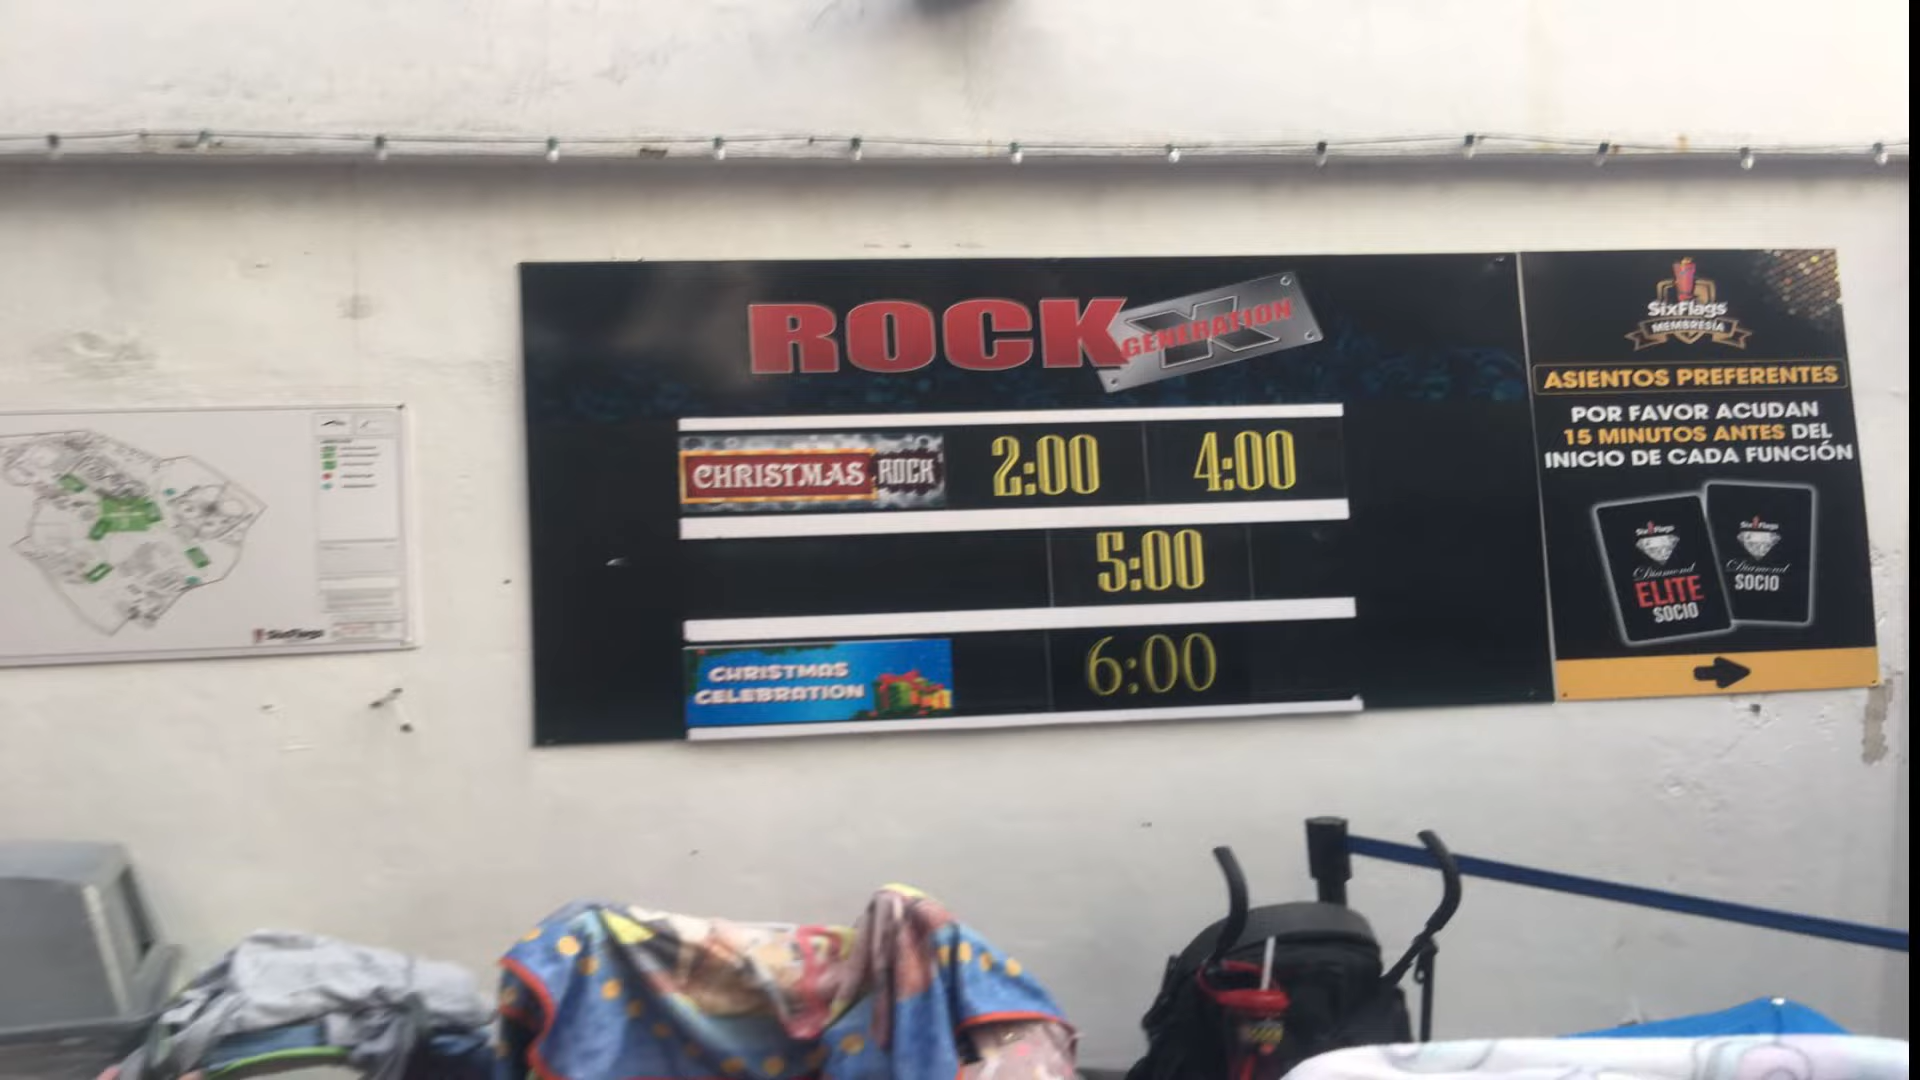 ROCK GENERATION X
CHRISTMAS ROCK 2:00 4:00
5:00
CHRISTMAS
CELEBRATION
6:00
SixFlags
MEMBRESÍA
ASIENTOS PREFERENTES
POR FAVOR ACUDAN
15 MINUTOS ANTES DEL
INICIO DE CADA FUNCIÓN
SixFlags
Diamond
ELITE
SOCIO
SixFlags
Diamond
SOCIO
SixFlags